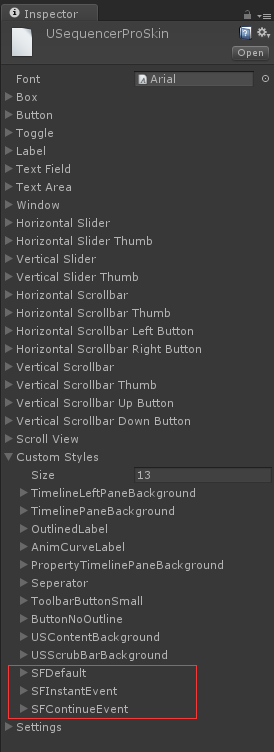 Inspector
USequencerProSkin
Open
Font Arial
Box
Button
Toggle
Label
Text Field
Text Area
Window
Horizontal Slider
Horizontal Slider Thumb
Vertical Slider
Vertical Slider Thumb
Horizontal Scrollbar
Horizontal Scrollbar Thumb
Horizontal Scrollbar Left Button
Horizontal Scrollbar Right Button
Vertical Scrollbar
Vertical Scrollbar Thumb
Vertical Scrollbar Up Button
Vertical Scrollbar Down Button
Scroll View
Custom Styles
Size 13
TimelineLeftPaneBackground
TimelinePaneBackground
OutlinedLabel
AnimCurveLabel
PropertyTimelinePaneBackground
Seperator
ToolbarButtonSmall
ButtonNoOutline
USContentBackground
USScrubBarBackground
SFDefault
SFInstantEvent
SFContinueEvent
Settings